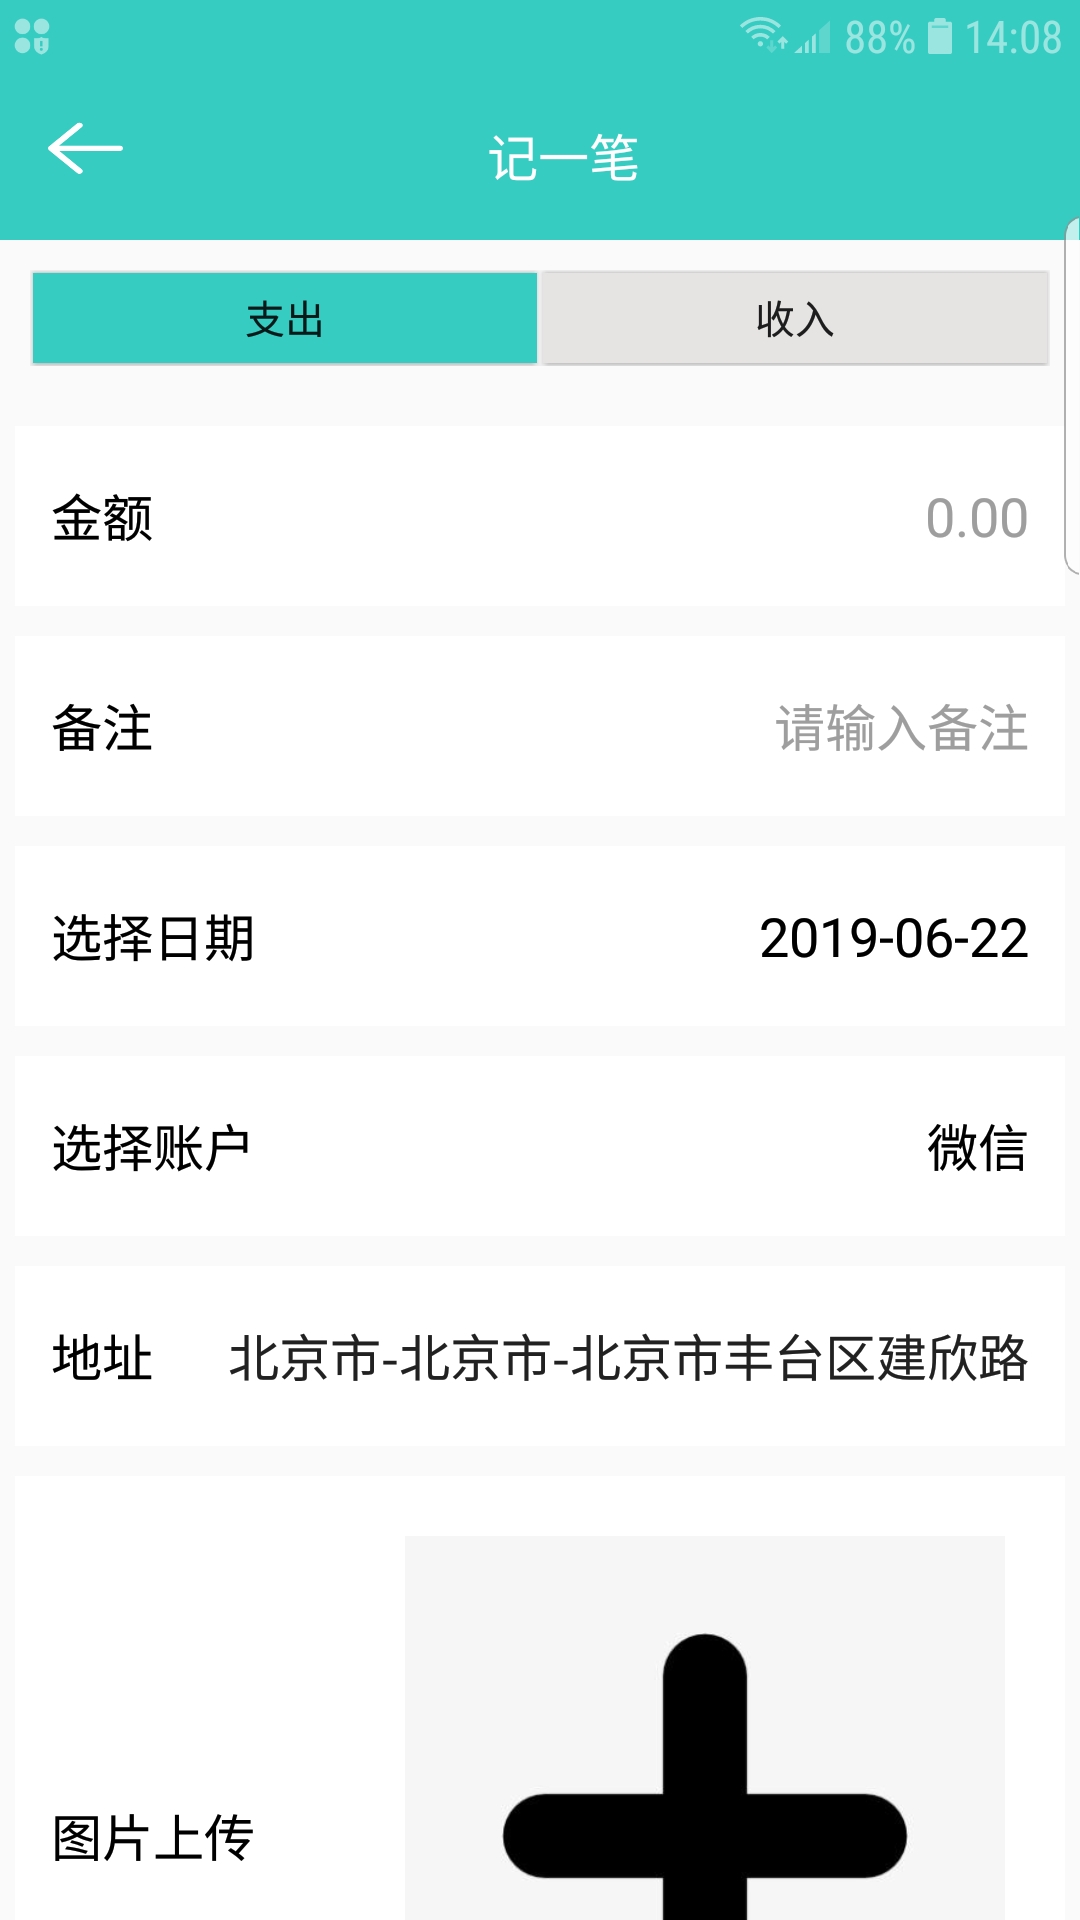 88% 14:08
记一笔
支出 收入
金额 0.00
备注 请输入备注
选择日期 2019-06-22
选择账户 微信
地址 北京市-北京市-北京市丰台区建欣路
图片上传